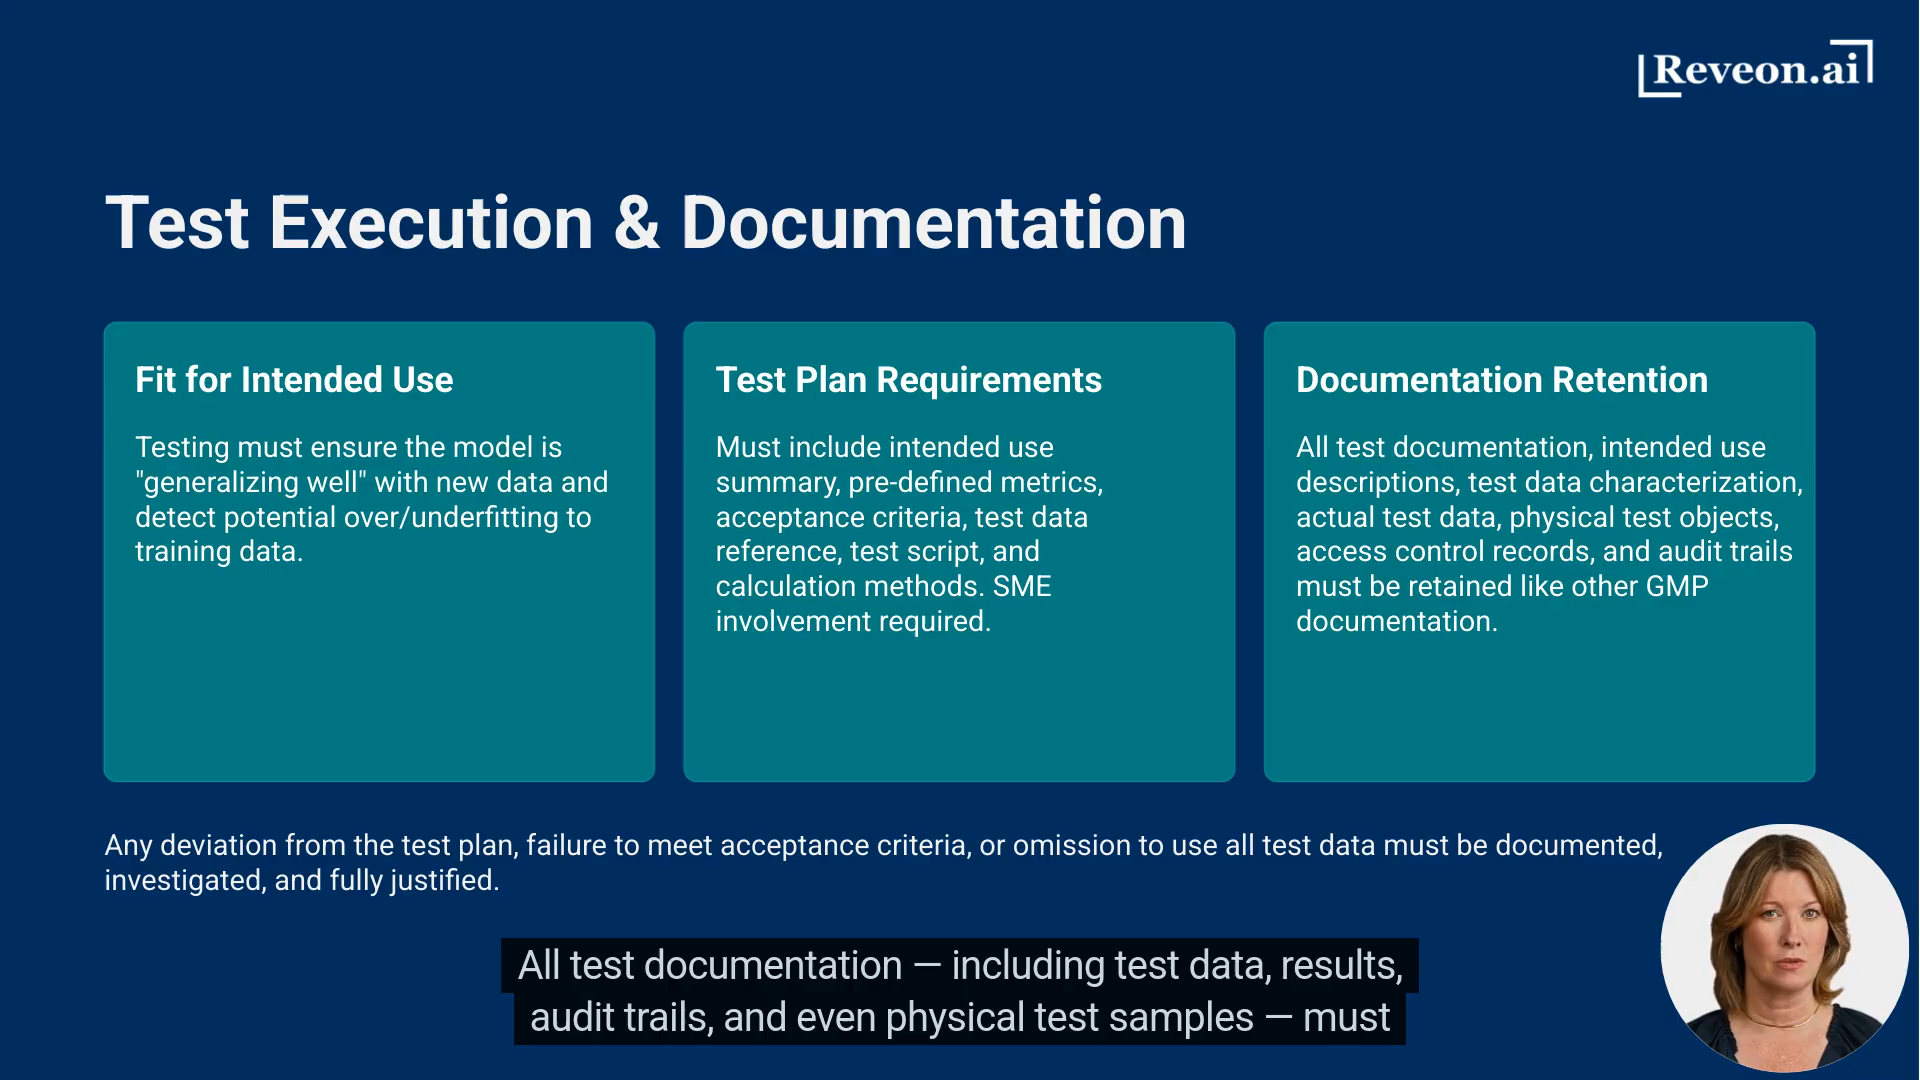 Reveon.ai
Test Execution & Documentation
Fit for Intended Use
Testing must ensure the model is
"generalizing well" with new data and
detect potential over/underfitting to
training data.
Test Plan Requirements
Must include intended use
summary, pre-defined metrics,
acceptance criteria, test data
reference, test script, and
calculation methods. SME
involvement required.
Documentation Retention
All test documentation, intended use
descriptions, test data characterization,
actual test data, physical test objects,
access control records, and audit trails
must be retained like other GMP
documentation.
Any deviation from the test plan, failure to meet acceptance criteria, or omission to use all test data must be documented,
investigated, and fully justified.
All test documentation — including test data, results,
audit trails, and even physical test samples — must